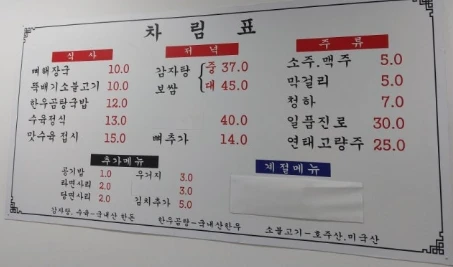 차림표
식사
뼈해장국 10.0
뚝배기소불고기 10.0
한우곰탕국밥 12.0
수육정식 13.0
맛수육 접시 15.0
저녁
감자탕 중 37.0
보쌈 대 45.0
40.0
뼈추가 14.0
주류
소주.맥주 5.0
막걸리 5.0
청하 7.0
일품진로 30.0
연태고량주 25.0
추가메뉴
공기밥 1.0
라면사리 2.0
당면사리 2.0
우거지 3.0
3.0
김치추가 5.0
계절메뉴
감자탕, 수육-국내산 한돈
한우곰탕-국내산한우
소불고기-호주산,미국산